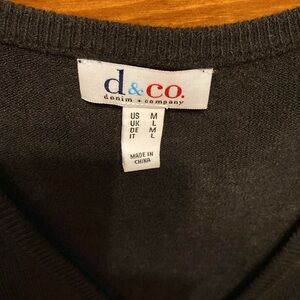 d&co.
denim + company
US M
UK L
DE M
IT L
MADE IN
CHINA